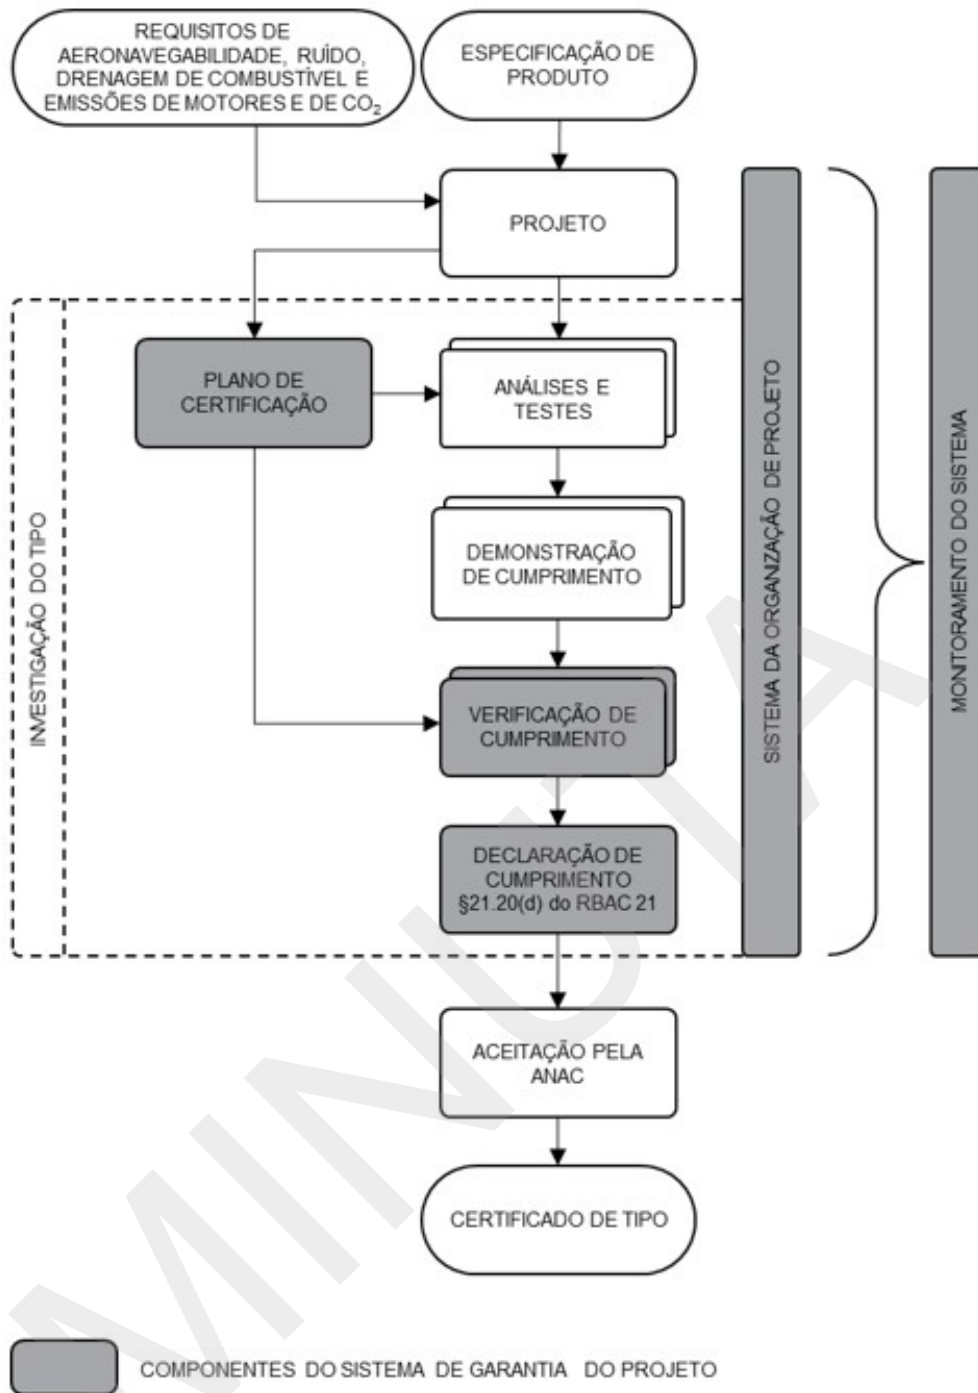 REQUISITOS DE
AERONAVEGABILIDADE, RUÍDO,
DRENAGEM DE COMBUSTÍVEL E
EMISSÕES DE MOTORES E DE CO₂
ESPECIFICAÇÃO DE
PRODUTO
PROJETO
PLANO DE
CERTIFICAÇÃO
ANÁLISES E
TESTES
DEMONSTRAÇÃO
DE CUMPRIMENTO
VERIFICAÇÃO DE
CUMPRIMENTO
DECLARAÇÃO DE
CUMPRIMENTO
§21.20(d) do RBAC 21
INVESTIGAÇÃO DO TIPO
SISTEMA DA ORGANIZAÇÃO DE PROJETO
MONITORAMENTO DO SISTEMA
ACEITAÇÃO PELA
ANAC
CERTIFICADO DE TIPO
COMPONENTES DO SISTEMA DE GARANTIA DO PROJETO
MINUTA